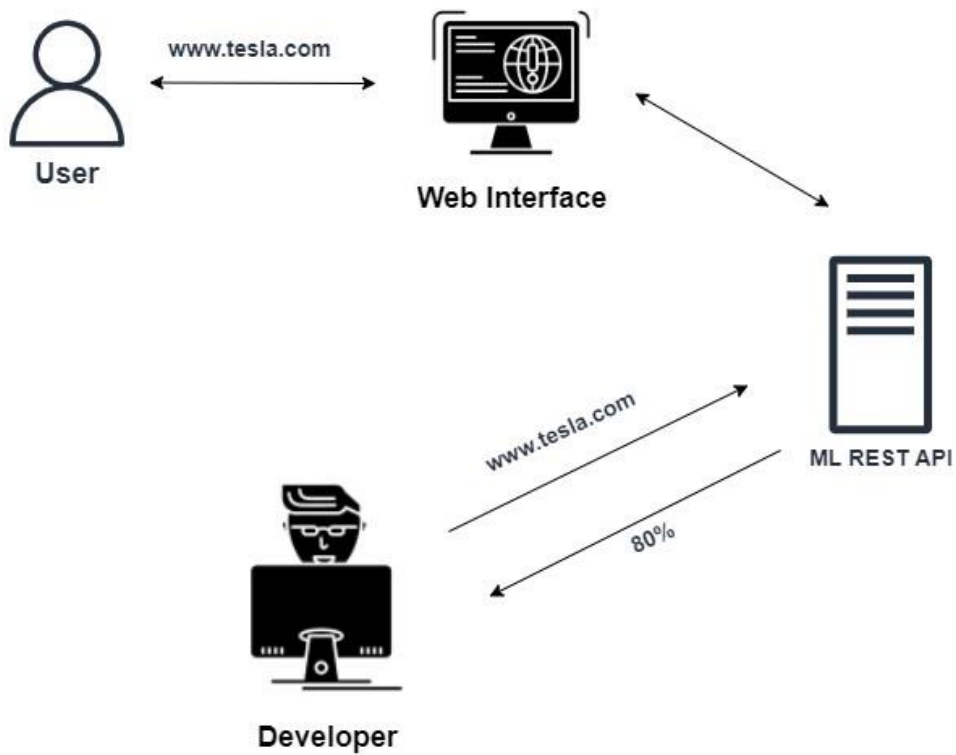 www.tesla.com
User
Web Interface
ML REST API
www.tesla.com
80%
Developer